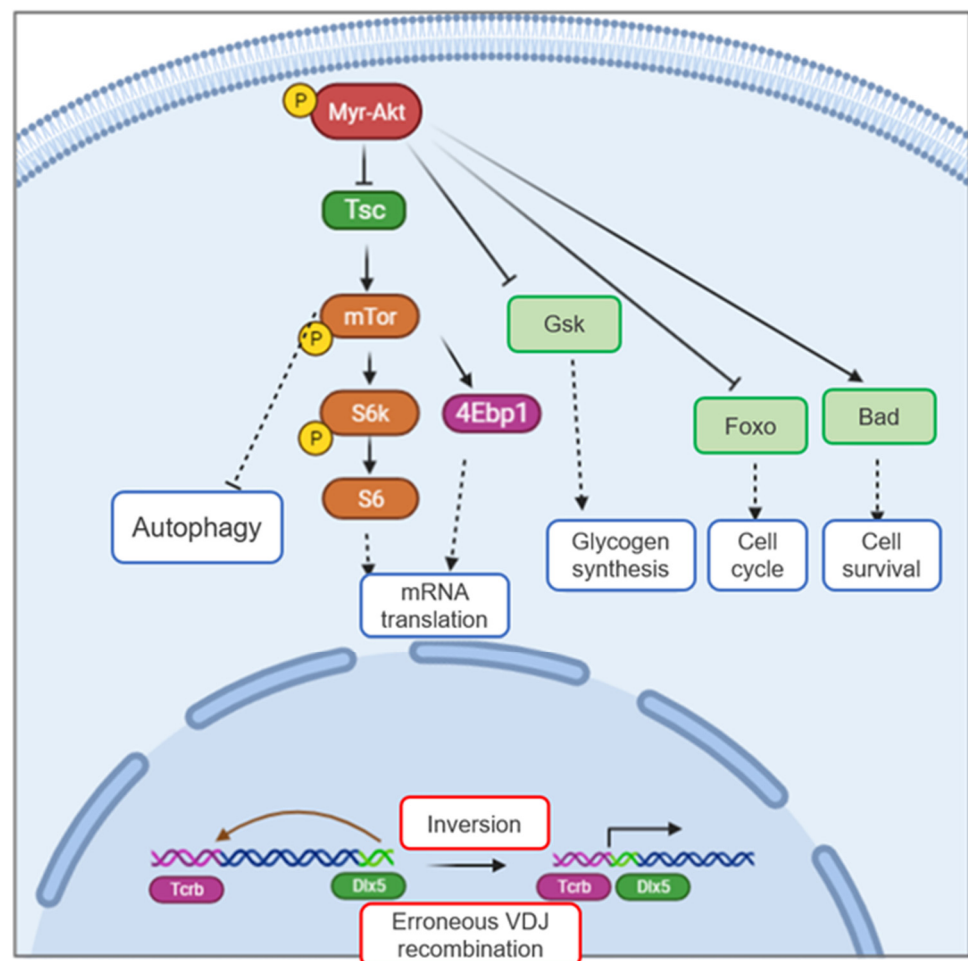 P
Myr-Akt
Tsc
mTor
P
Gsk
S6k
P
4Ebp1
Foxo
Bad
S6
Autophagy
Glycogen
synthesis
Cell
cycle
Cell
survival
mRNA
translation
Inversion
Tcrb
Dlx5
Tcrb
Dlx5
Erroneous VDJ
recombination